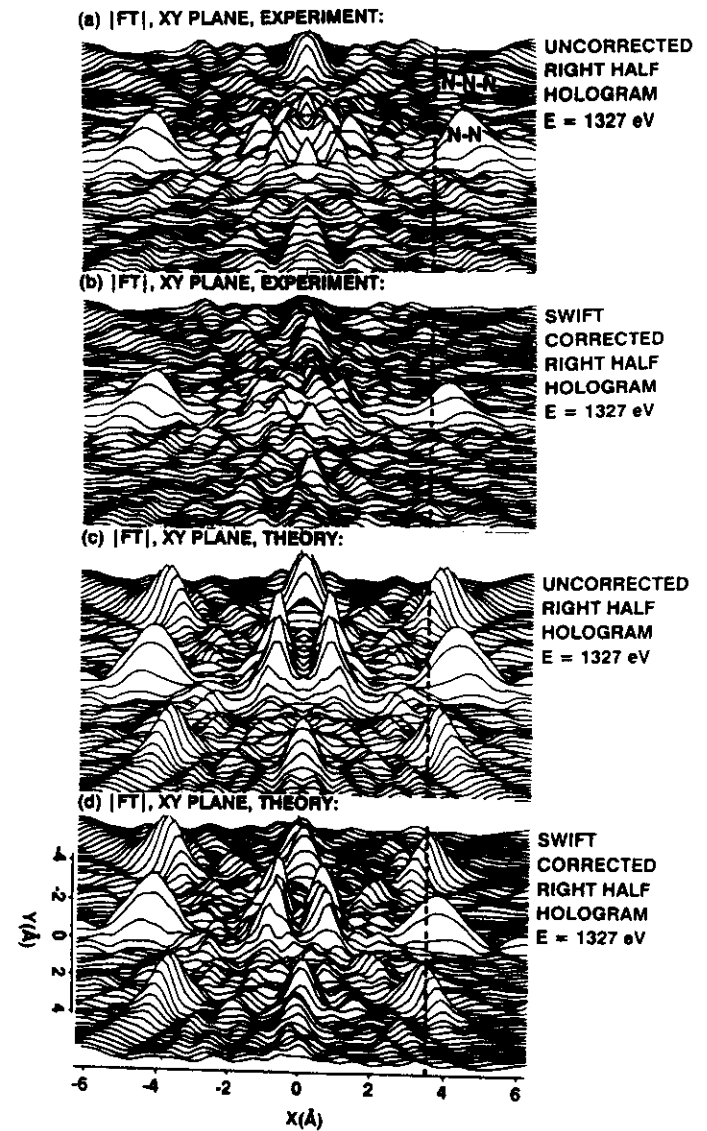 (a) |FT|, XY PLANE, EXPERIMENT:
UNCORRECTED
RIGHT HALF
HOLOGRAM
E = 1327 eV
N-N-N
N-N
(b) |FT|, XY PLANE, EXPERIMENT:
SWIFT
CORRECTED
RIGHT HALF
HOLOGRAM
E = 1327 eV
(c) |FT|, XY PLANE, THEORY:
UNCORRECTED
RIGHT HALF
HOLOGRAM
E = 1327 eV
(d) |FT|, XY PLANE, THEORY:
SWIFT
CORRECTED
RIGHT HALF
HOLOGRAM
E = 1327 eV
-4
-2
0
2
4
Y(Å)
-6 -4 -2 0 2 4 6
X(Å)